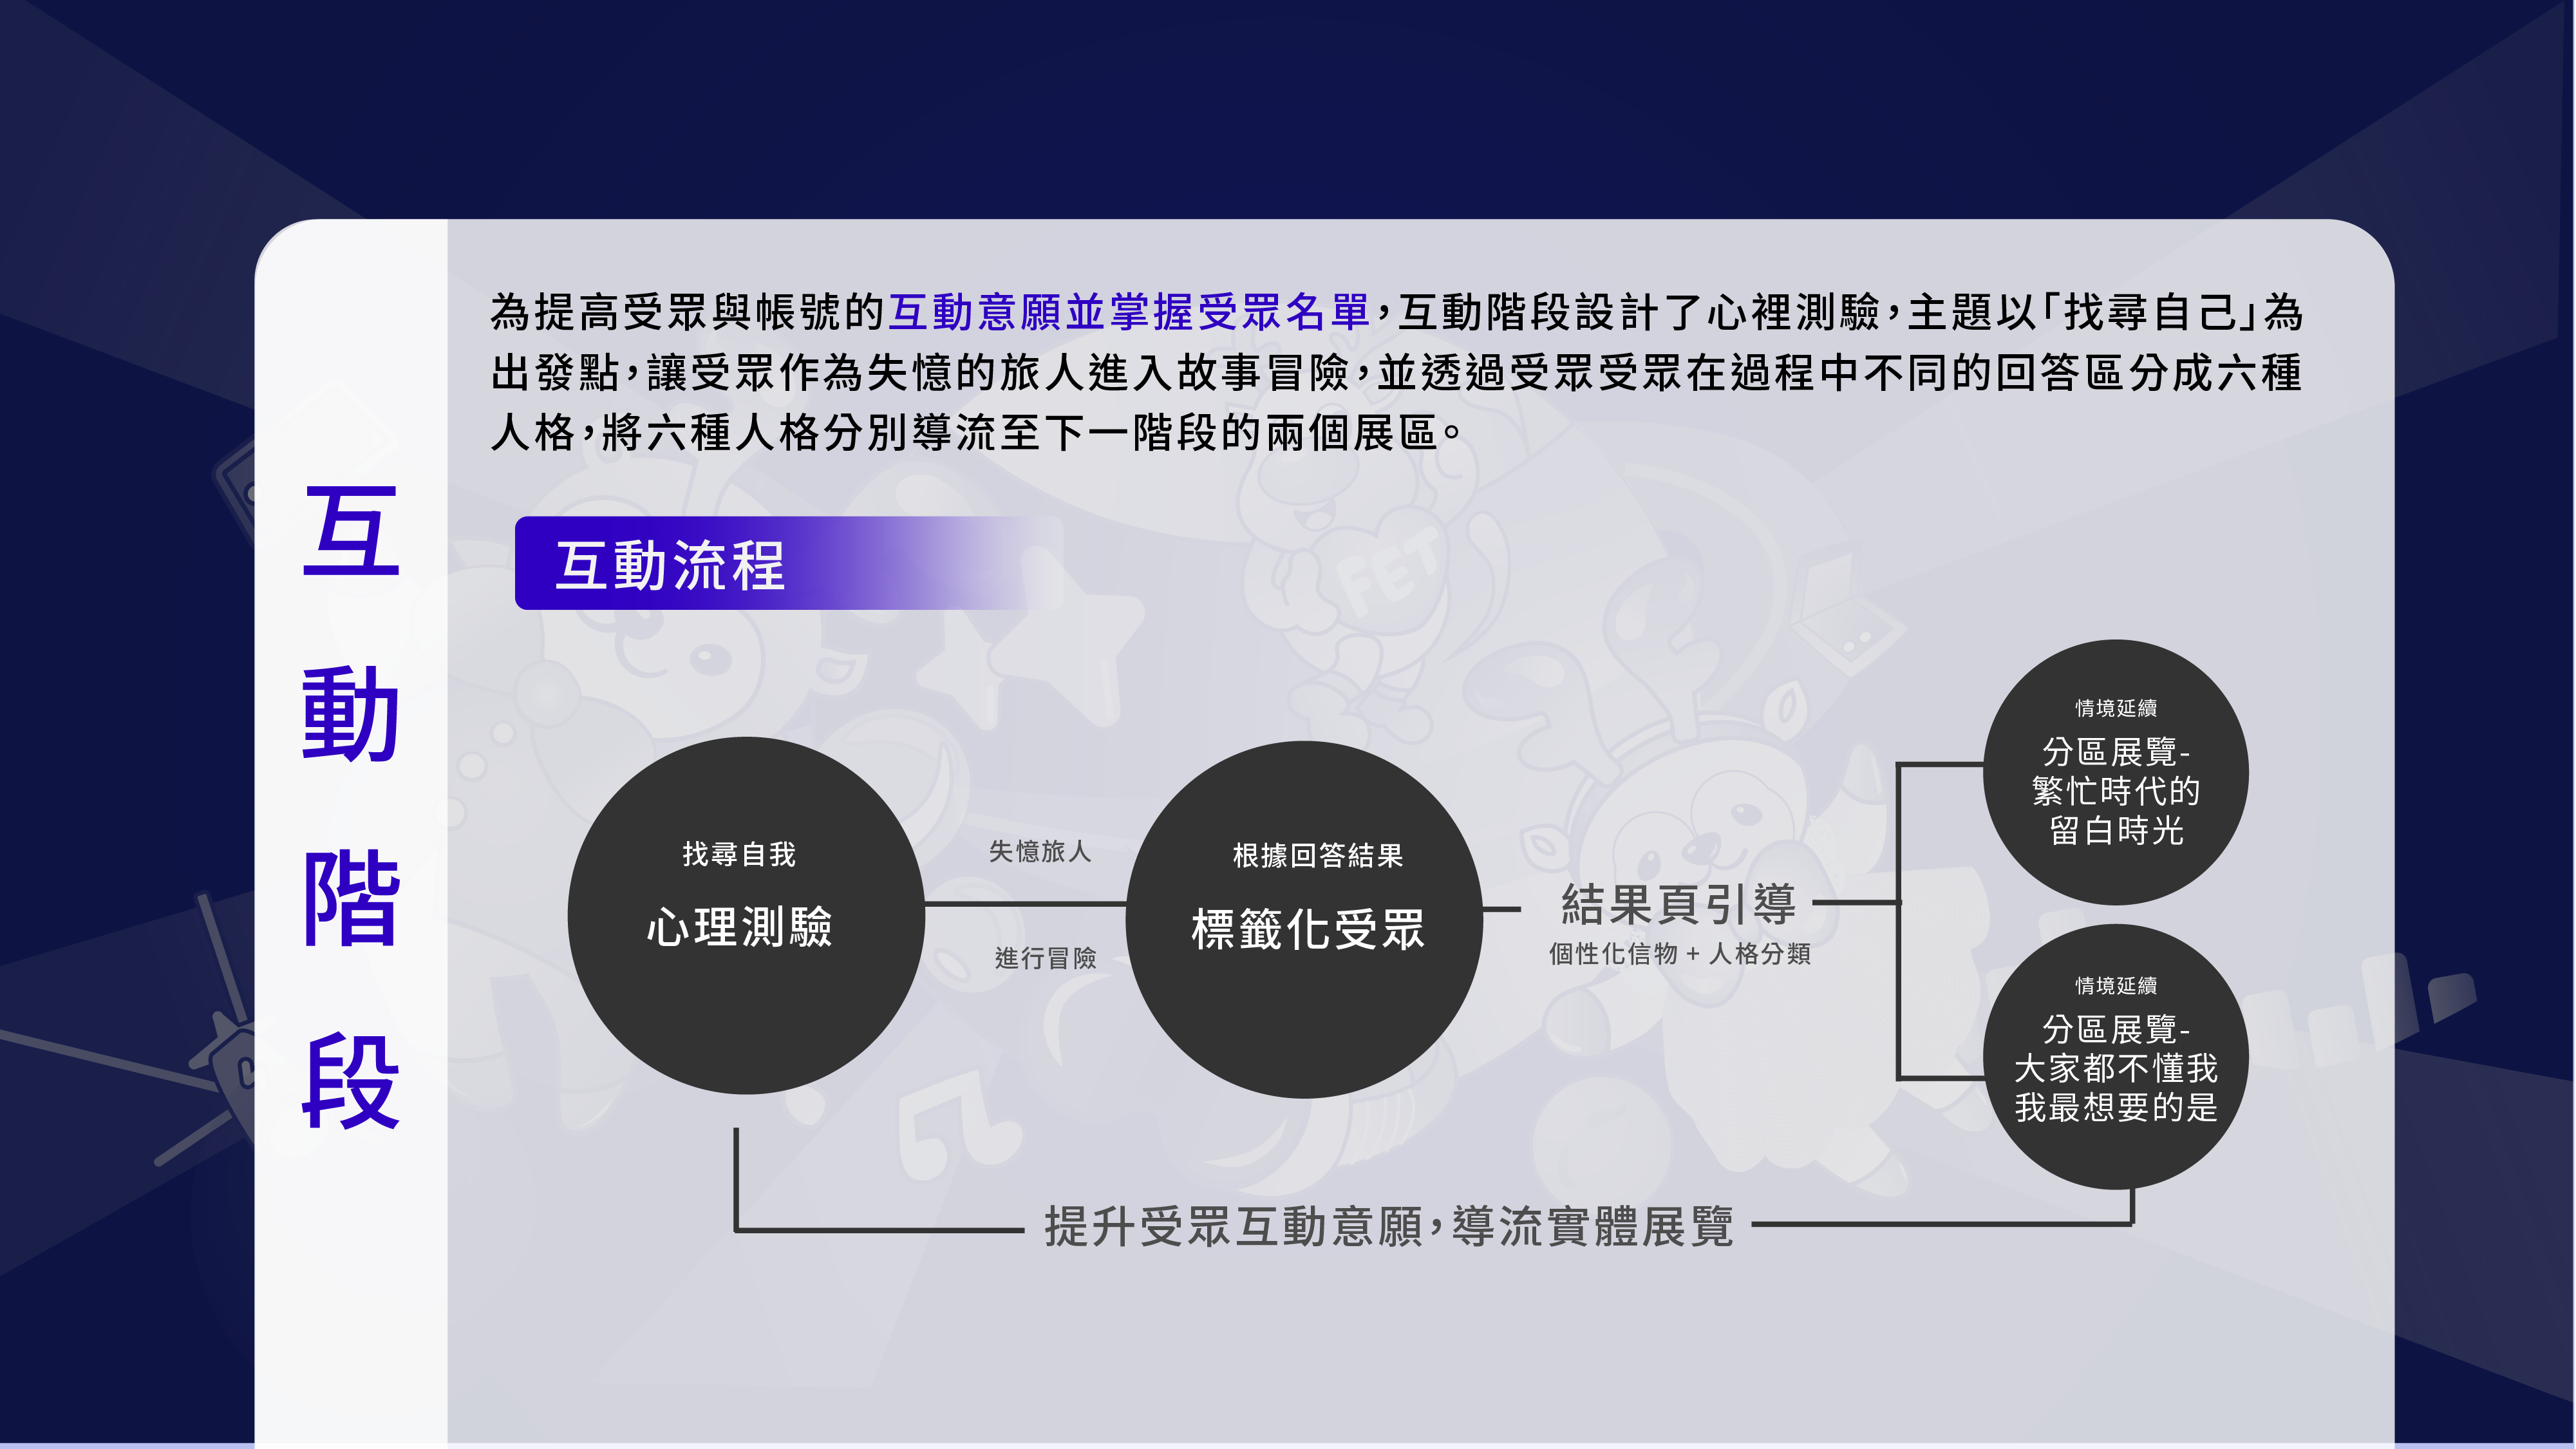 為提高受眾與帳號的互動意願並掌握受眾名單，互動階段設計了心裡測驗，主題以「找尋自己」為
出發點，讓受眾作為失憶的旅人進入故事冒險，並透過受眾受眾在過程中不同的回答區分成六種
人格，將六種人格分別導流至下一階段的兩個展區。
互動階段
互動流程
FET
找尋自我
心理測驗
失憶旅人
進行冒險
根據回答結果
標籤化受眾
結果頁引導
個性化信物 + 人格分類
情境延續
分區展覽-
繁忙時代的
留白時光
情境延續
分區展覽-
大家都不懂我
我最想要的是
提升受眾互動意願，導流實體展覽